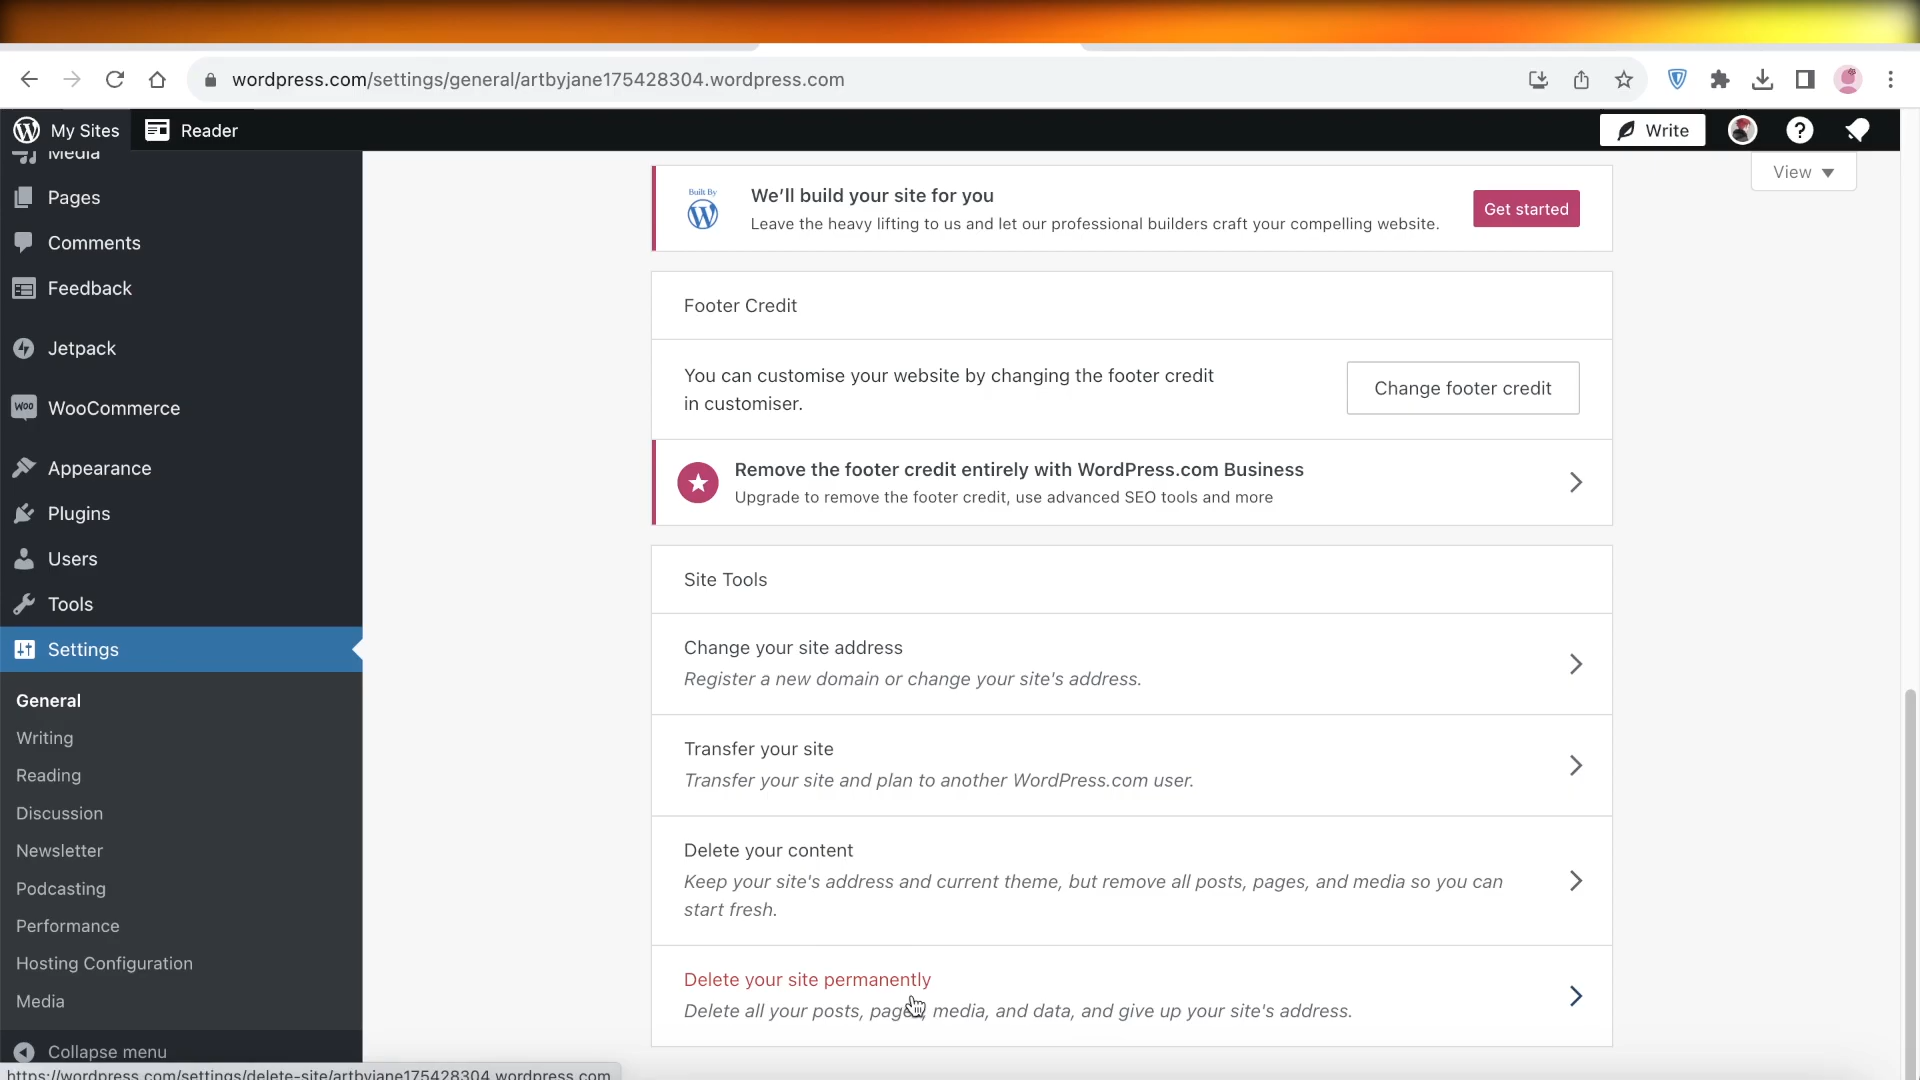 wordpress.com/settings/general/artbyjane175428304.wordpress.com
My Sites
Reader
Write
View
Media
Pages
Comments
Feedback
Jetpack
WooCommerce
Appearance
Plugins
Users
Tools
Settings
General
Writing
Reading
Discussion
Newsletter
Podcasting
Performance
Hosting Configuration
Media
Collapse menu
Built By
We'll build your site for you
Leave the heavy lifting to us and let our professional builders craft your compelling website.
Get started
Footer Credit
You can customise your website by changing the footer credit
in customiser.
Change footer credit
Remove the footer credit entirely with WordPress.com Business
Upgrade to remove the footer credit, use advanced SEO tools and more
Site Tools
Change your site address
Register a new domain or change your site's address.
Transfer your site
Transfer your site and plan to another WordPress.com user.
Delete your content
Keep your site's address and current theme, but remove all posts, pages, and media so you can
start fresh.
Delete your site permanently
Delete all your posts, pages, media, and data, and give up your site's address.
https://wordpress.com/settings/delete-site/artbyjane175428304.wordpress.com